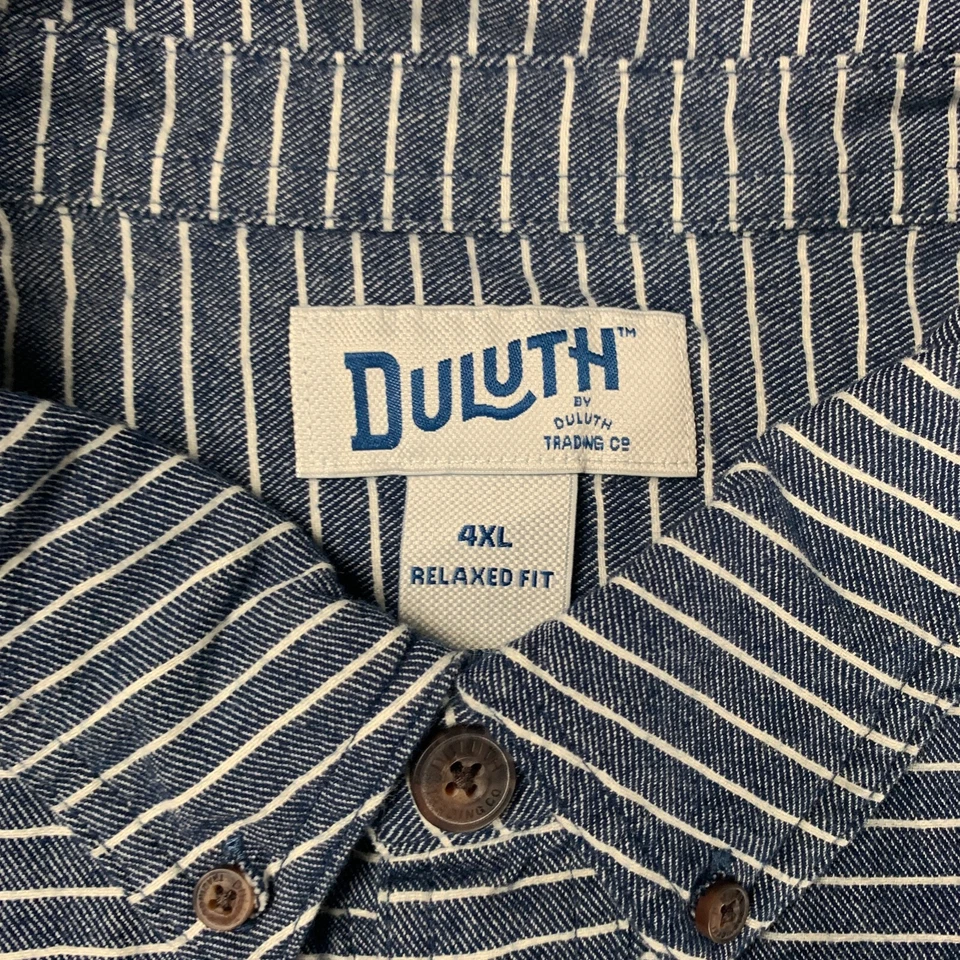 DULUTH™
BY
DULUTH
TRADING CO
4XL
RELAXED FIT